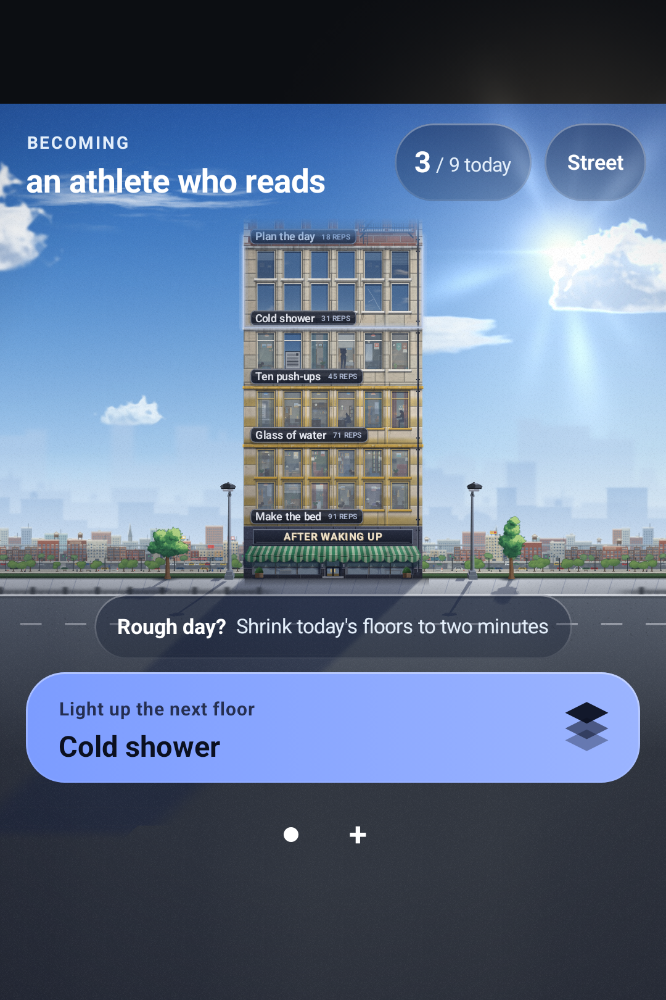 BECOMING
an athlete who reads
3 / 9 today
Street
Plan the day 18 REPS
Cold shower 31 REPS
Ten push-ups 45 REPS
Glass of water 71 REPS
Make the bed 91 REPS
AFTER WAKING UP
Rough day? Shrink today's floors to two minutes
Light up the next floor
Cold shower